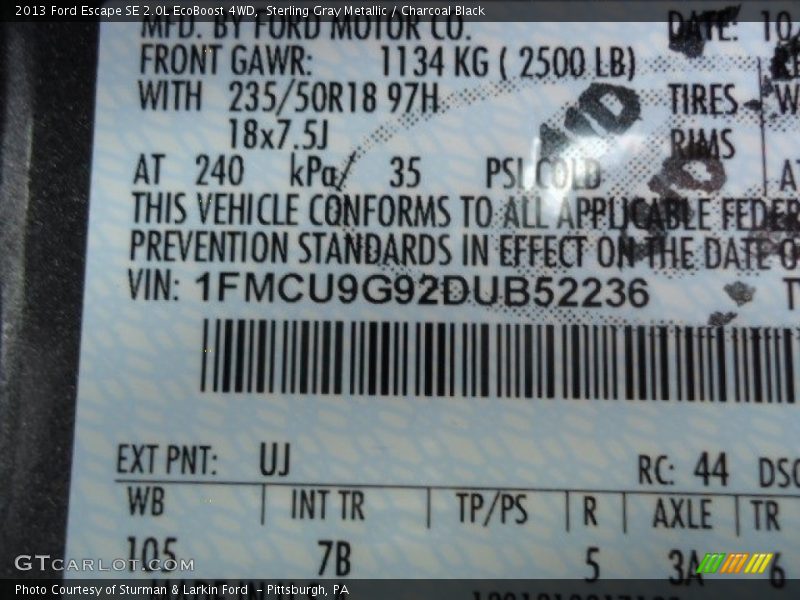 2013 Ford Escape SE 2.0L EcoBoost 4WD, Sterling Gray Metallic / Charcoal Black
MFD. BY FORD MOTOR CO. DATE: 10
FRONT GAWR: 1134 KG ( 2500 LB)
WITH 235/50R18 97H TIRES
18x7.5J RIMS
AT 240 kPa/ 35 PSI COLD
THIS VEHICLE CONFORMS TO ALL APPLICABLE FEDER
PREVENTION STANDARDS IN EFFECT ON THE DATE O
VIN: 1FMCU9G92DUB52236
EXT PNT: UJ RC: 44 DSO
WB INT TR TP/PS R AXLE TR
105 7B 5 3A 6
GTcarlot.com
Photo Courtesy of Sturman & Larkin Ford - Pittsburgh, PA